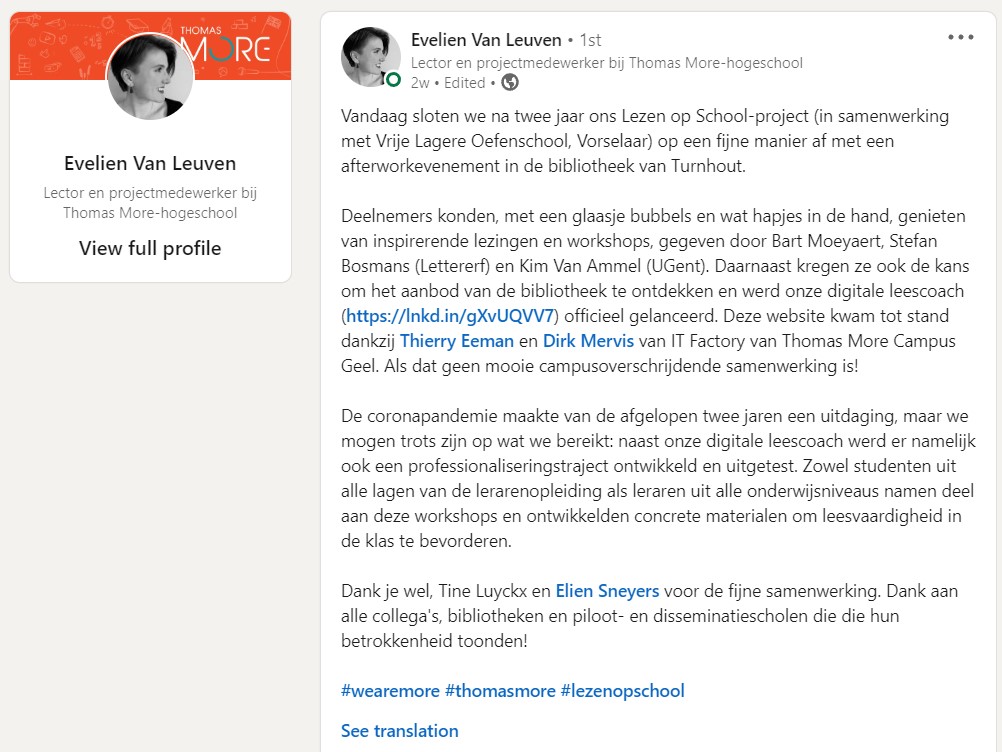 THOMAS
MORE
Evelien Van Leuven
Lector en projectmedewerker bij
Thomas More-hogeschool
View full profile
Evelien Van Leuven • 1st
Lector en projectmedewerker bij Thomas More-hogeschool
2w • Edited •
Vandaag sloten we na twee jaar ons Lezen op School-project (in samenwerking
met Vrije Lagere Oefenschool, Vorselaar) op een fijne manier af met een
afterworkevenement in de bibliotheek van Turnhout.
Deelnemers konden, met een glaasje bubbels en wat hapjes in de hand, genieten
van inspirerende lezingen en workshops, gegeven door Bart Moeyaert, Stefan
Bosmans (Lettererf) en Kim Van Ammel (UGent). Daarnaast kregen ze ook de kans
om het aanbod van de bibliotheek te ontdekken en werd onze digitale leescoach
(https://lnkd.in/gXvUQVV7) officieel gelanceerd. Deze website kwam tot stand
dankzij Thierry Eeman en Dirk Mervis van IT Factory van Thomas More Campus
Geel. Als dat geen mooie campusoverschrijdende samenwerking is!
De coronapandemie maakte van de afgelopen twee jaren een uitdaging, maar we
mogen trots zijn op wat we bereikt: naast onze digitale leescoach werd er namelijk
ook een professionaliseringstraject ontwikkeld en uitgetest. Zowel studenten uit
alle lagen van de lerarenopleiding als leraren uit alle onderwijsniveaus namen deel
aan deze workshops en ontwikkelden concrete materialen om leesvaardigheid in
de klas te bevorderen.
Dank je wel, Tine Luyckx en Elien Sneyers voor de fijne samenwerking. Dank aan
alle collega's, bibliotheken en piloot- en disseminatiescholen die die hun
betrokkenheid toonden!
#wearemore #thomasmore #lezenopschool
See translation